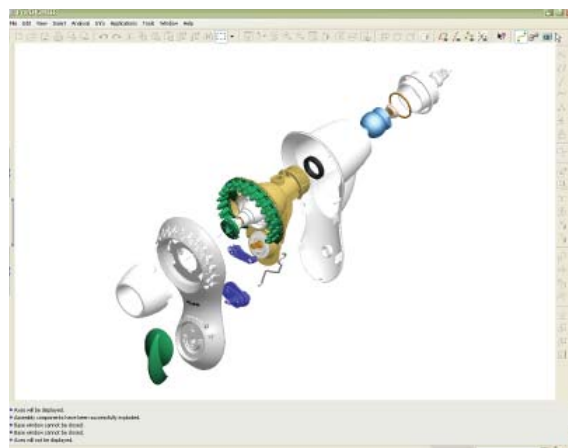 File Edit View Insert Analysis Info Applications Tools Window Help
Axes will be displayed.
Assembly components have been successfully exploded.
Base window cannot be closed.
Base window cannot be closed.
Axes will not be displayed.